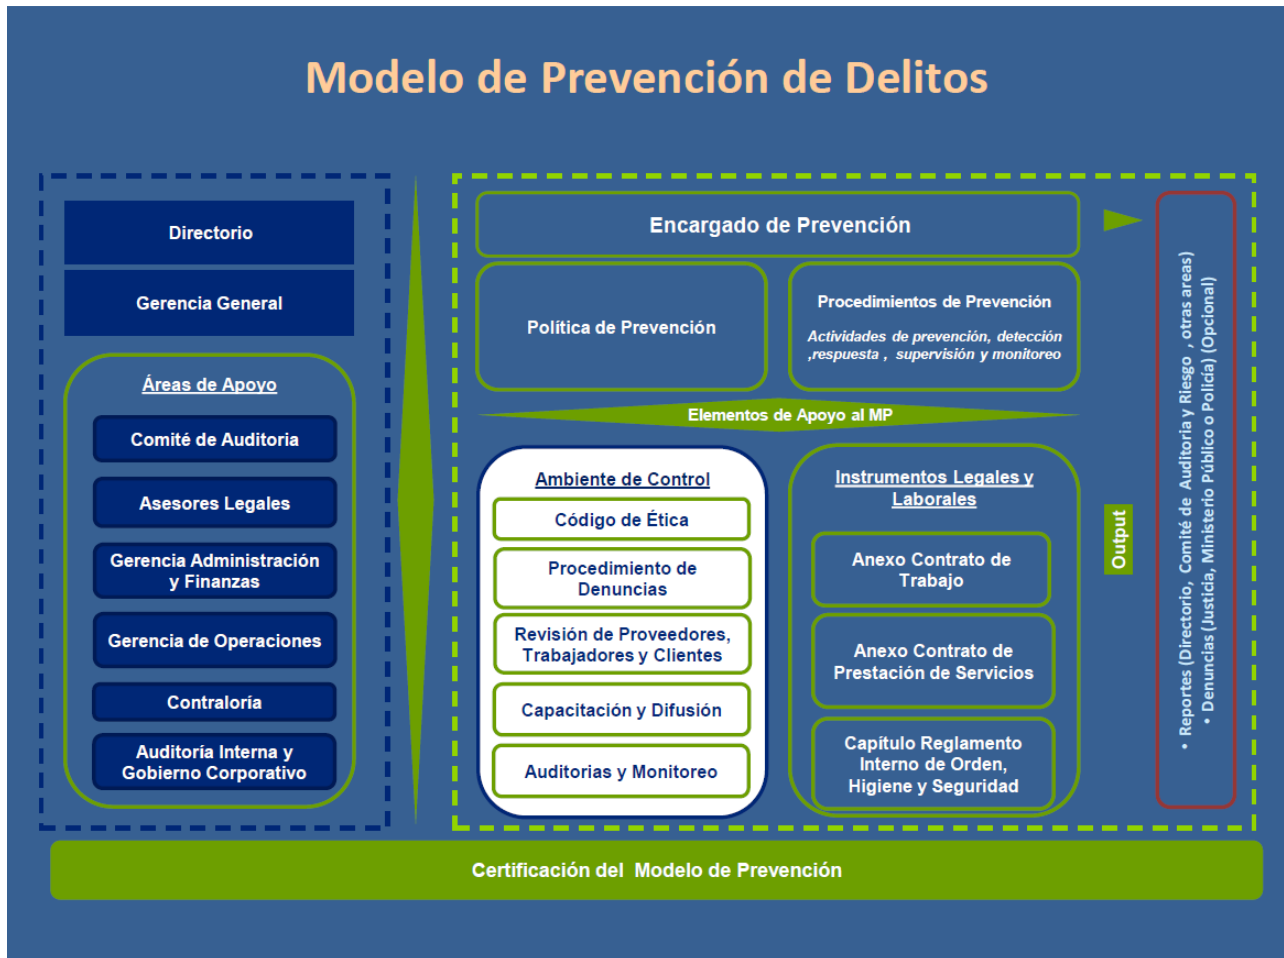 Modelo de Prevención de Delitos
Directorio
Gerencia General
Áreas de Apoyo
Comité de Auditoria
Asesores Legales
Gerencia Administración
y Finanzas
Gerencia de Operaciones
Contraloría
Auditoría Interna y
Gobierno Corporativo
Encargado de Prevención
Política de Prevención
Procedimientos de Prevención
Actividades de prevención, detección
,respuesta , supervisión y monitoreo
Elementos de Apoyo al MP
Ambiente de Control
Código de Ética
Procedimiento de
Denuncias
Revisión de Proveedores,
Trabajadores y Clientes
Capacitación y Difusión
Auditorias y Monitoreo
Instrumentos Legales y
Laborales
Anexo Contrato de
Trabajo
Anexo Contrato de
Prestación de Servicios
Capítulo Reglamento
Interno de Orden,
Higiene y Seguridad
Output
• Reportes (Directorio, Comité de Auditoria y Riesgo , otras areas)
• Denuncias (Justicia, Ministerio Público o Policía) (Opcional)
Certificación del Modelo de Prevención